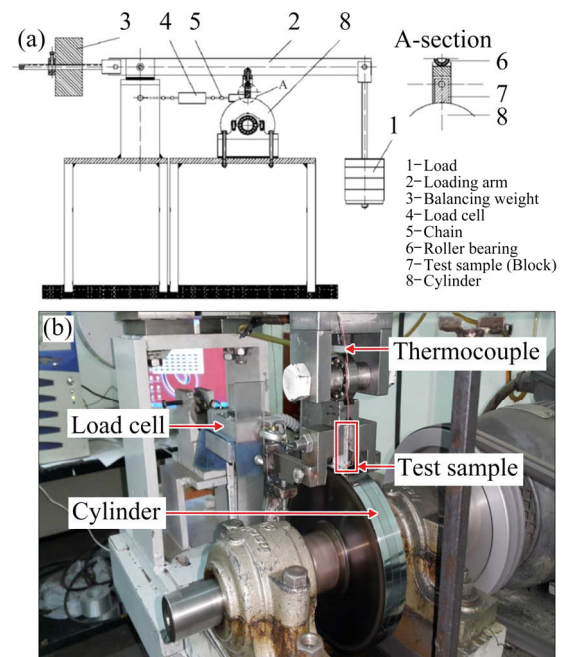 (a)
3
4
5
2
8
A
1
A-section
6
7
8
1-Load
2-Loading arm
3-Balancing weight
4-Load cell
5-Chain
6-Roller bearing
7-Test sample (Block)
8-Cylinder
(b)
Thermocouple
Load cell
Test sample
Cylinder